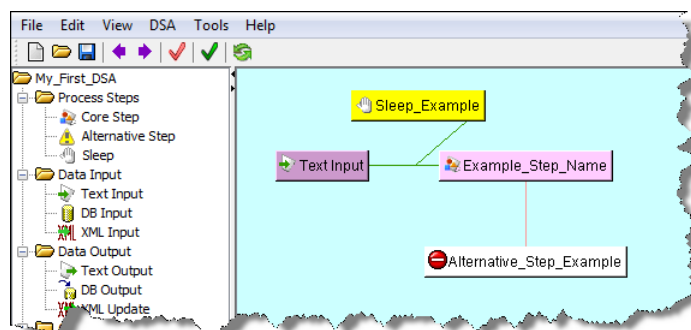 File Edit View DSA Tools Help
My_First_DSA
Process Steps
Core Step
Alternative Step
Sleep
Data Input
Text Input
DB Input
XML Input
Data Output
Text Output
DB Output
XML Update
Sleep_Example
Text Input
Example_Step_Name
Alternative_Step_Example